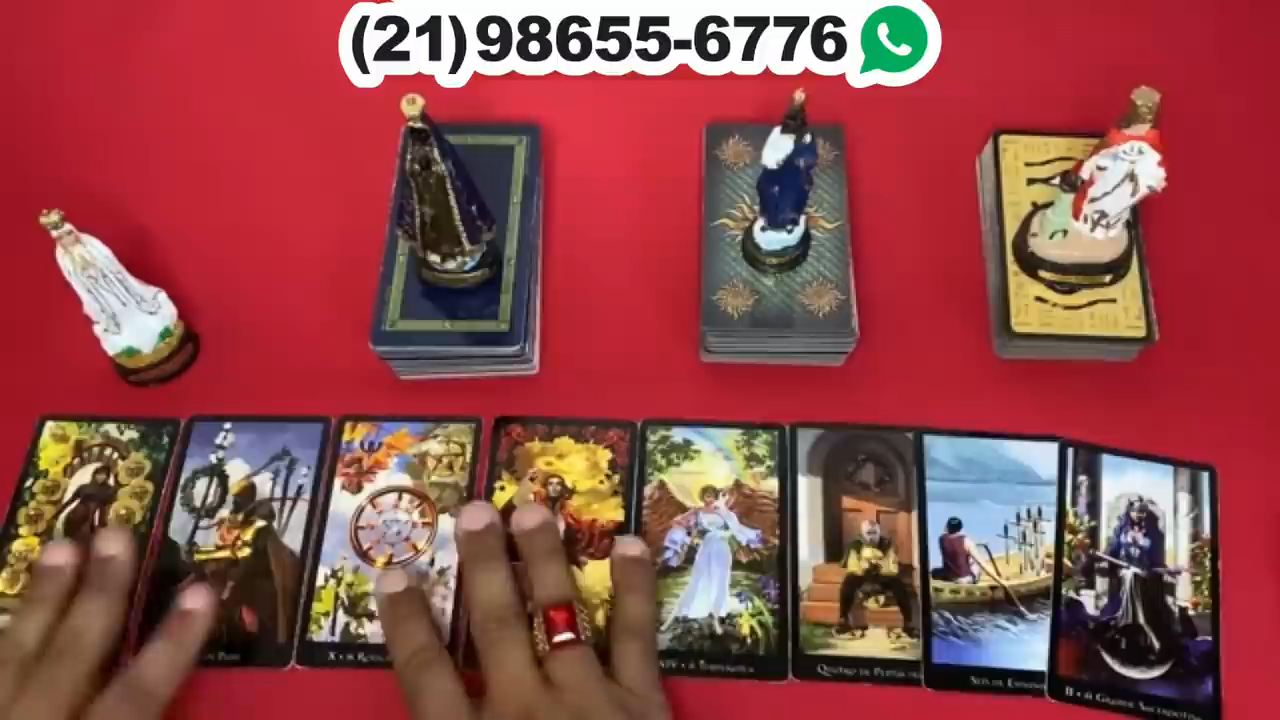 (21)98655-6776
X • A Roda
XIV • A Temperança
Quatro de Pentáculos
Seis de Espadas
II • A Grande Sacerdotisa